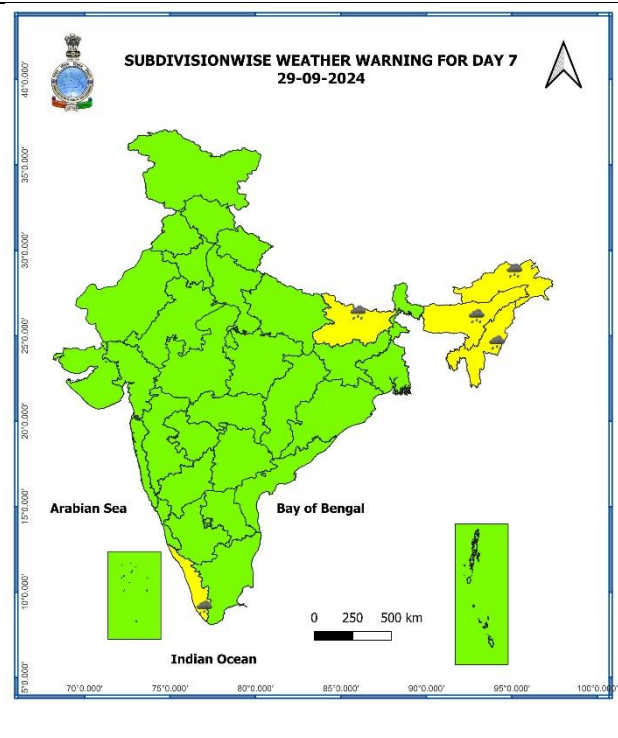 SUBDIVISIONWISE WEATHER WARNING FOR DAY 7
29-09-2024
40°0.000'
35°0.000'
30°0.000'
25°0.000'
20°0.000'
15°0.000'
10°0.000'
5°0.000'
Arabian Sea
Bay of Bengal
0 250 500 km
Indian Ocean
70°0.000' 75°0.000' 80°0.000' 85°0.000' 90°0.000' 95°0.000' 100°0.000'